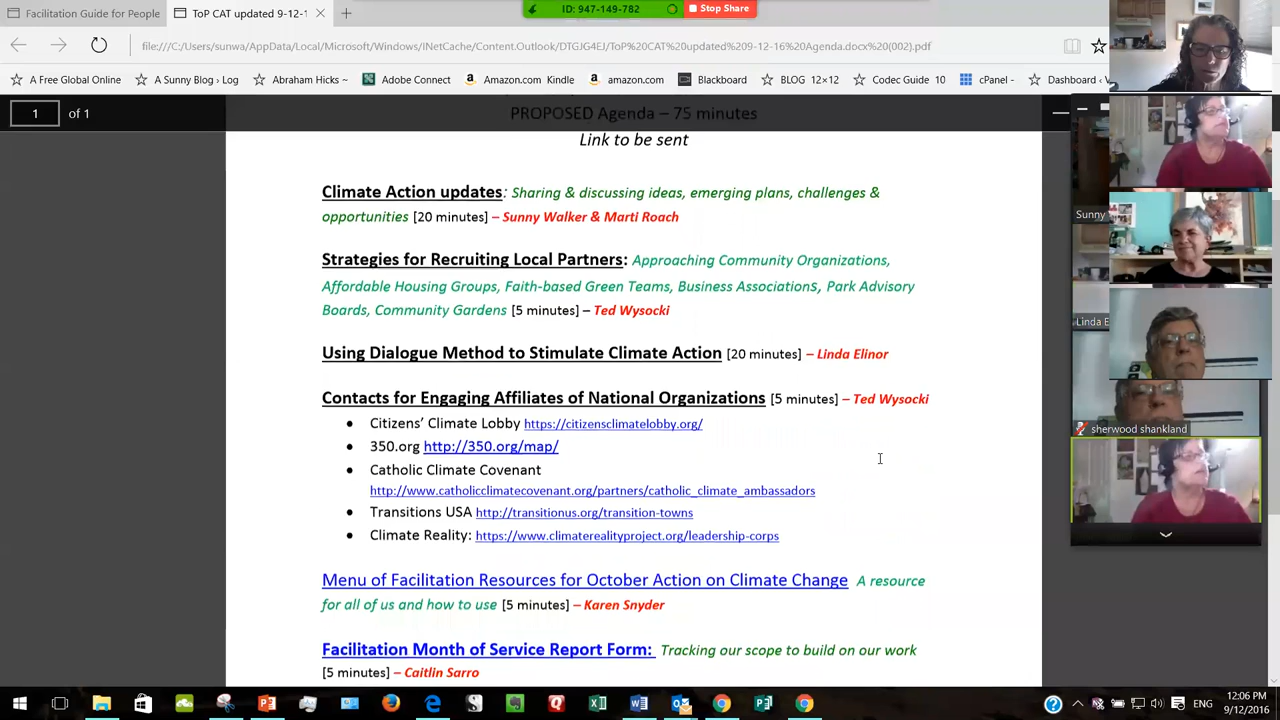 Facilitation Guide for People
ToP CAT updated 9-12-1
ID: 947-149-782
Stop Share
file:///C:/Users/sunwa/AppData/Local/Microsoft/Windows/INetCache/Content.Outlook/DTGJG4EJ/ToP%20CAT%20updated%209-12-16%20Agenda.docx%20(002).pdf
A Free Global Online
A Sunny Blog › Log
Abraham Hicks ~
Adobe Connect
Amazon.com Kindle
amazon.com
Blackboard
BLOG 12×12
Codec Guide 10
cPanel -
Dashboard ‹ V
1 of 1
PROPOSED Agenda – 75 minutes
Link to be sent
Climate Action updates: Sharing & discussing ideas, emerging plans, challenges &
opportunities [20 minutes] – Sunny Walker & Marti Roach
Strategies for Recruiting Local Partners: Approaching Community Organizations,
Affordable Housing Groups, Faith-based Green Teams, Business Associations, Park Advisory
Boards, Community Gardens [5 minutes] – Ted Wysocki
Using Dialogue Method to Stimulate Climate Action [20 minutes] – Linda Elinor
Contacts for Engaging Affiliates of National Organizations [5 minutes] – Ted Wysocki
• Citizens' Climate Lobby https://citizensclimatelobby.org/
• 350.org http://350.org/map/
• Catholic Climate Covenant
http://www.catholicclimatecovenant.org/partners/catholic_climate_ambassadors
• Transitions USA http://transitionus.org/transition-towns
• Climate Reality: https://www.climaterealityproject.org/leadership-corps
Menu of Facilitation Resources for October Action on Climate Change A resource
for all of us and how to use [5 minutes] – Karen Snyder
Facilitation Month of Service Report Form: Tracking our scope to build on our work
[5 minutes] – Caitlin Sarro
Sunny
Linda E
sherwood shankland
ENG
12:06 PM
9/12/2016